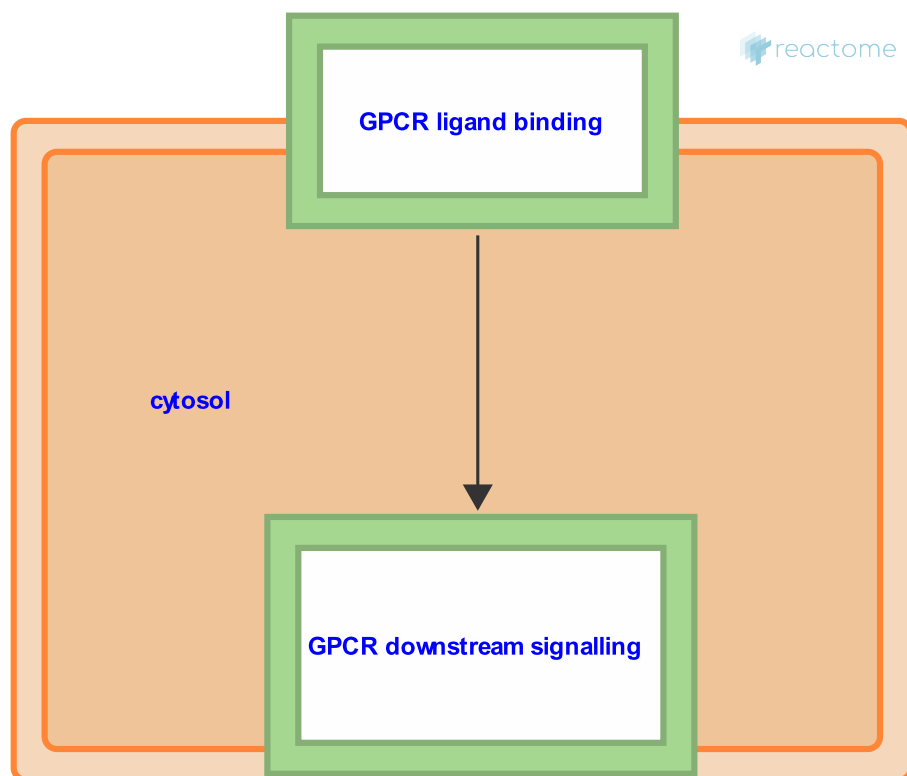 reactome
GPCR ligand binding
cytosol
GPCR downstream signalling